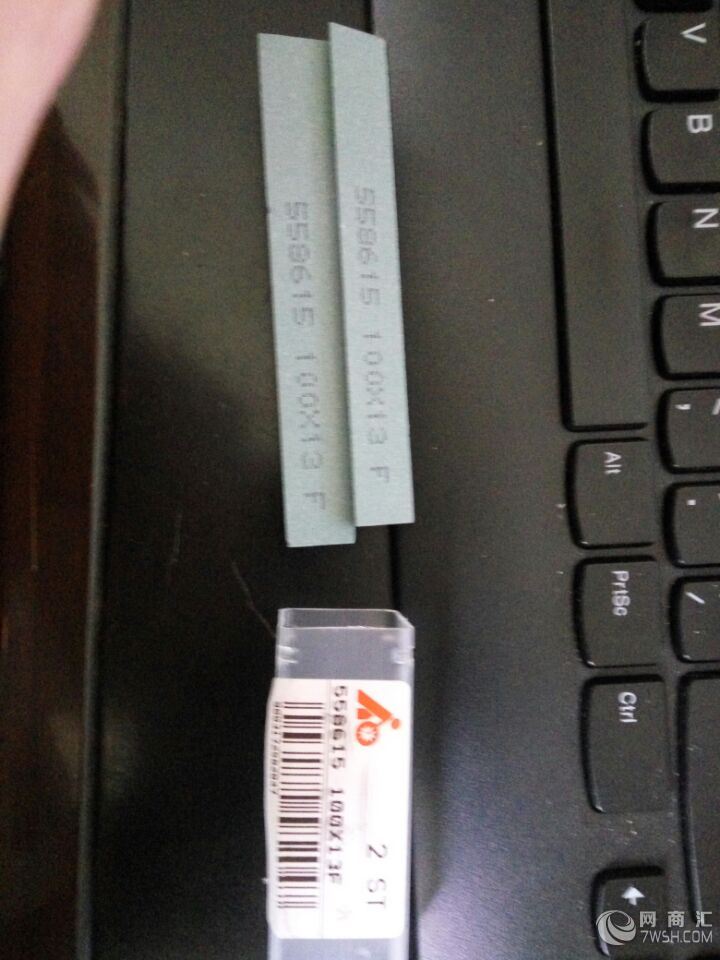 558615 100X13 F
558615 100X13 F
2 ST
558615 100X13F
V
B
N
M
,
.
/
Alt
PrtSc
Ctrl
网商汇
7WSH.COM